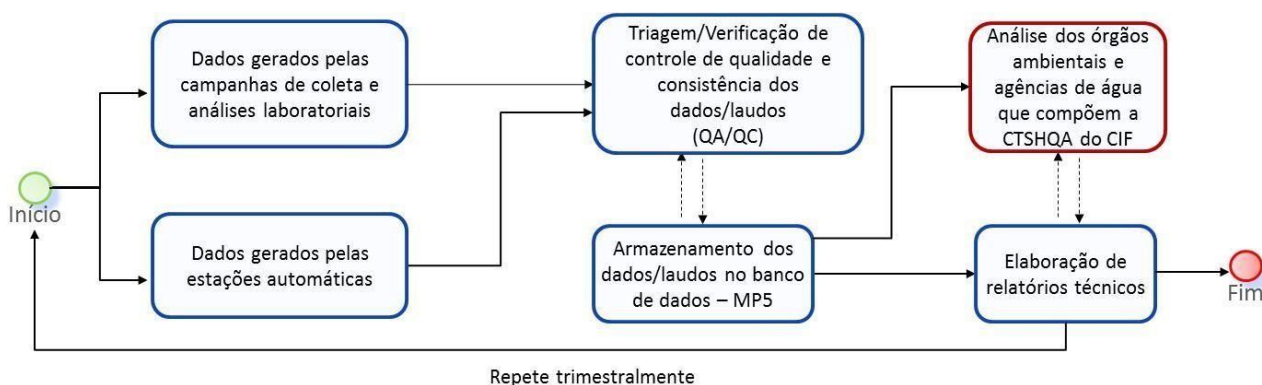 Início
Dados gerados pelas
campanhas de coleta e
análises laboratoriais
Dados gerados pelas
estações automáticas
Triagem/Verificação de
controle de qualidade e
consistência dos
dados/laudos
(QA/QC)
Armazenamento dos
dados/laudos no banco
de dados – MP5
Análise dos órgãos
ambientais e
agências de água
que compõem a
CTSHQA do CIF
Elaboração de
relatórios técnicos
Fim
Repete trimestralmente